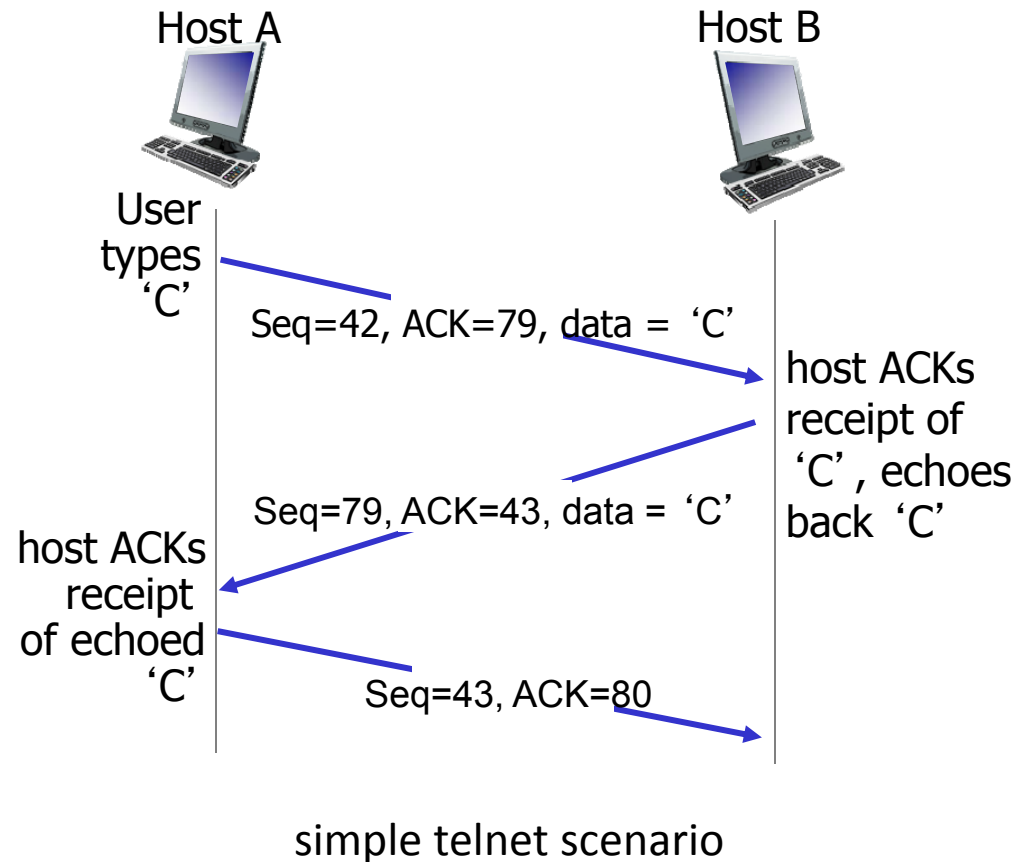 Host A
Host B
User
types
‘C’
Seq=42, ACK=79, data = ‘C’
host ACKs
receipt of
‘C’, echoes
back ‘C’
Seq=79, ACK=43, data = ‘C’
host ACKs
receipt
of echoed
‘C’
Seq=43, ACK=80
simple telnet scenario